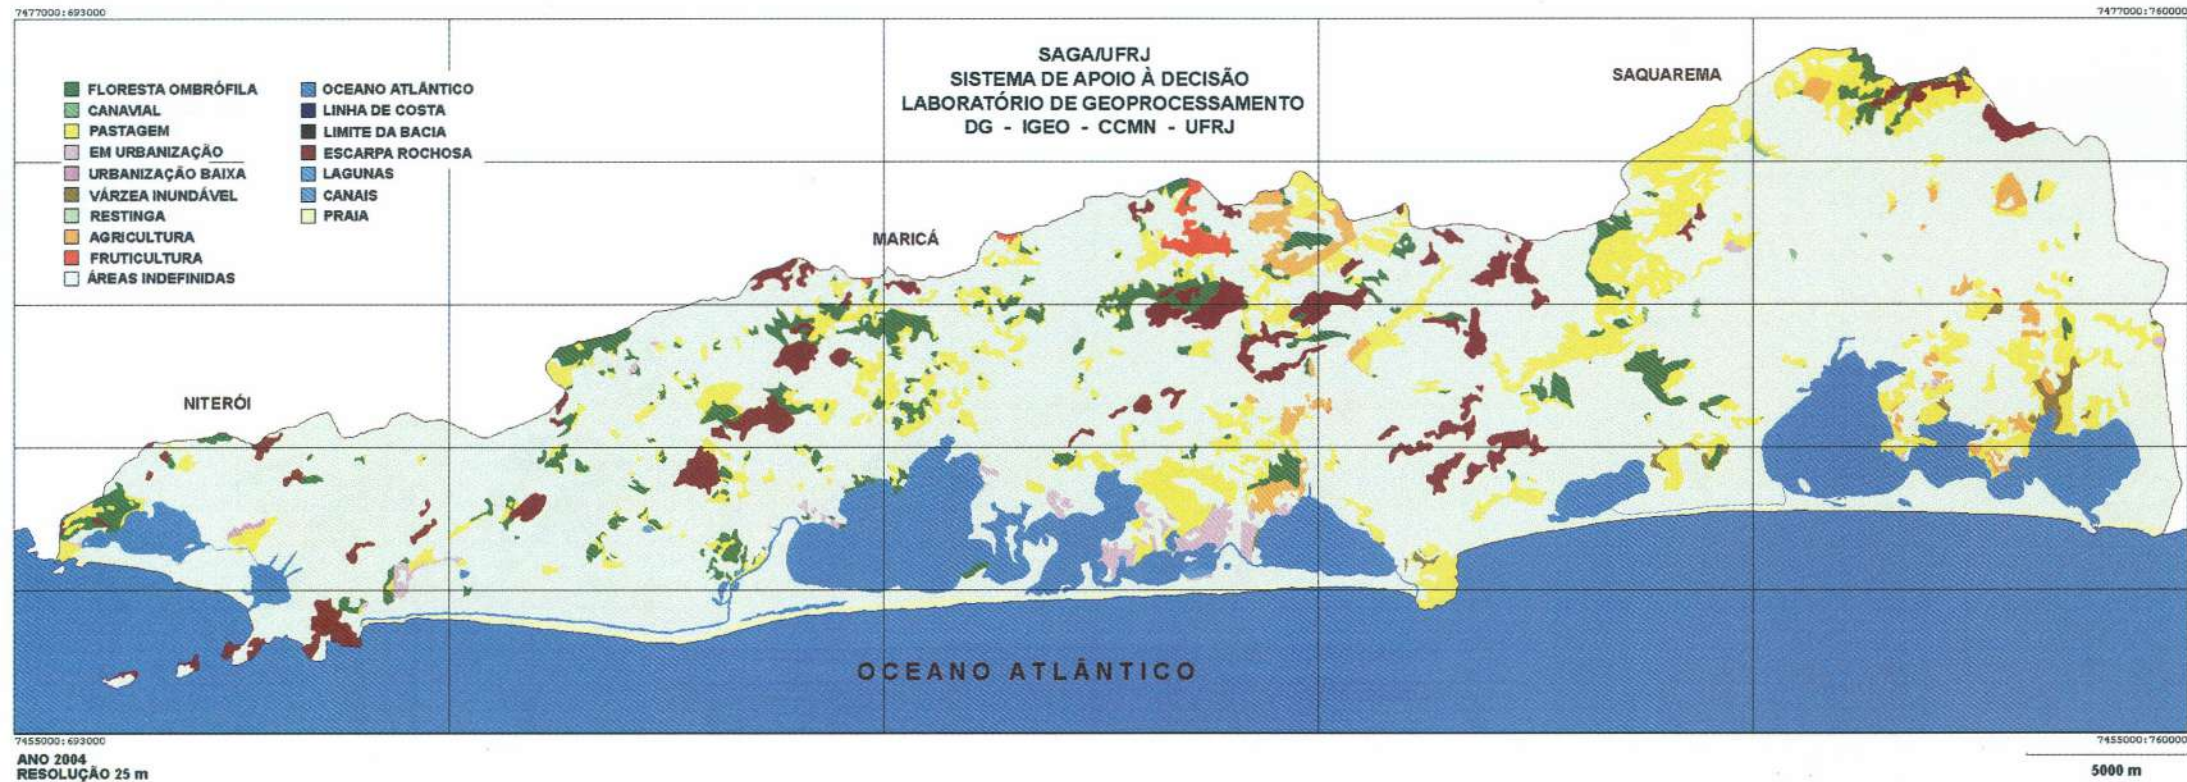 7477000:693000
7477000:760000
SAGA/UFRJ
SISTEMA DE APOIO À DECISÃO
LABORATÓRIO DE GEOPROCESSAMENTO
DG - IGEO - CCMN - UFRJ
FLORESTA OMBRÓFILA
CANAVIAL
PASTAGEM
EM URBANIZAÇÃO
URBANIZAÇÃO BAIXA
VÁRZEA INUNDÁVEL
RESTINGA
AGRICULTURA
FRUTICULTURA
ÁREAS INDEFINIDAS
OCEANO ATLÂNTICO
LINHA DE COSTA
LIMITE DA BACIA
ESCARPA ROCHOSA
LAGUNAS
CANAIS
PRAIA
SAQUAREMA
MARICÁ
NITERÓI
OCEANO ATLÂNTICO
7455000:693000
7455000:760000
ANO 2004
RESOLUÇÃO 25 m
5000 m